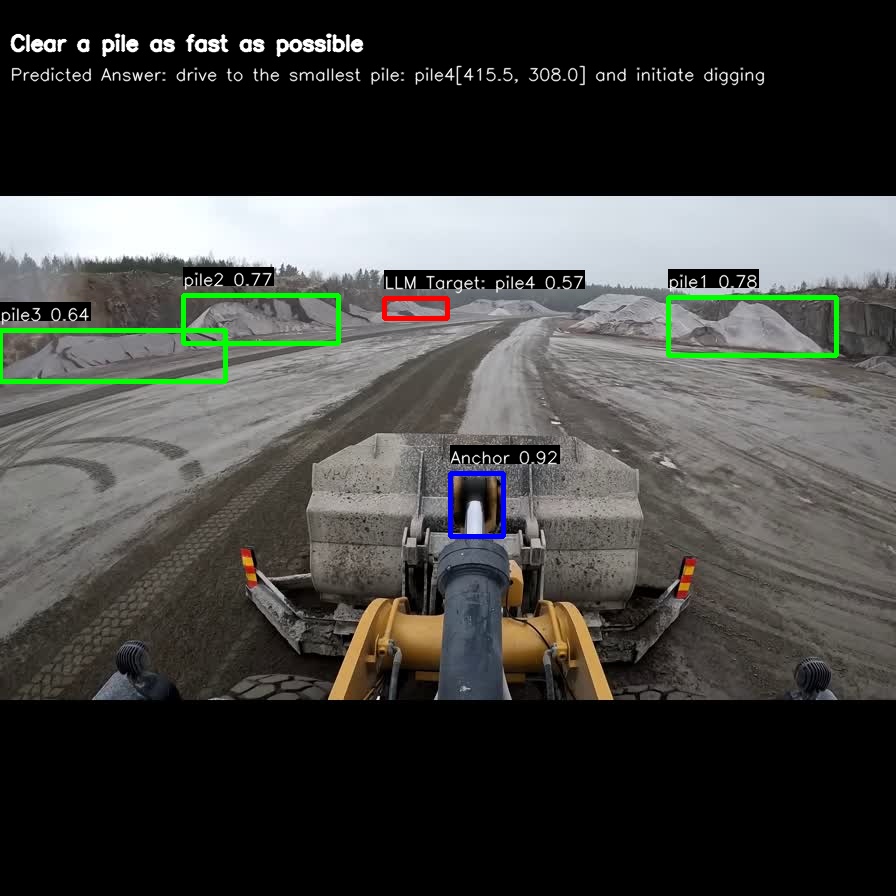 Clear a pile as fast as possible
Predicted Answer: drive to the smallest pile: pile4[415.5, 308.0] and initiate digging
pile2 0.77
LLM Target: pile4 0.57
pile1 0.78
pile3 0.64
Anchor 0.92